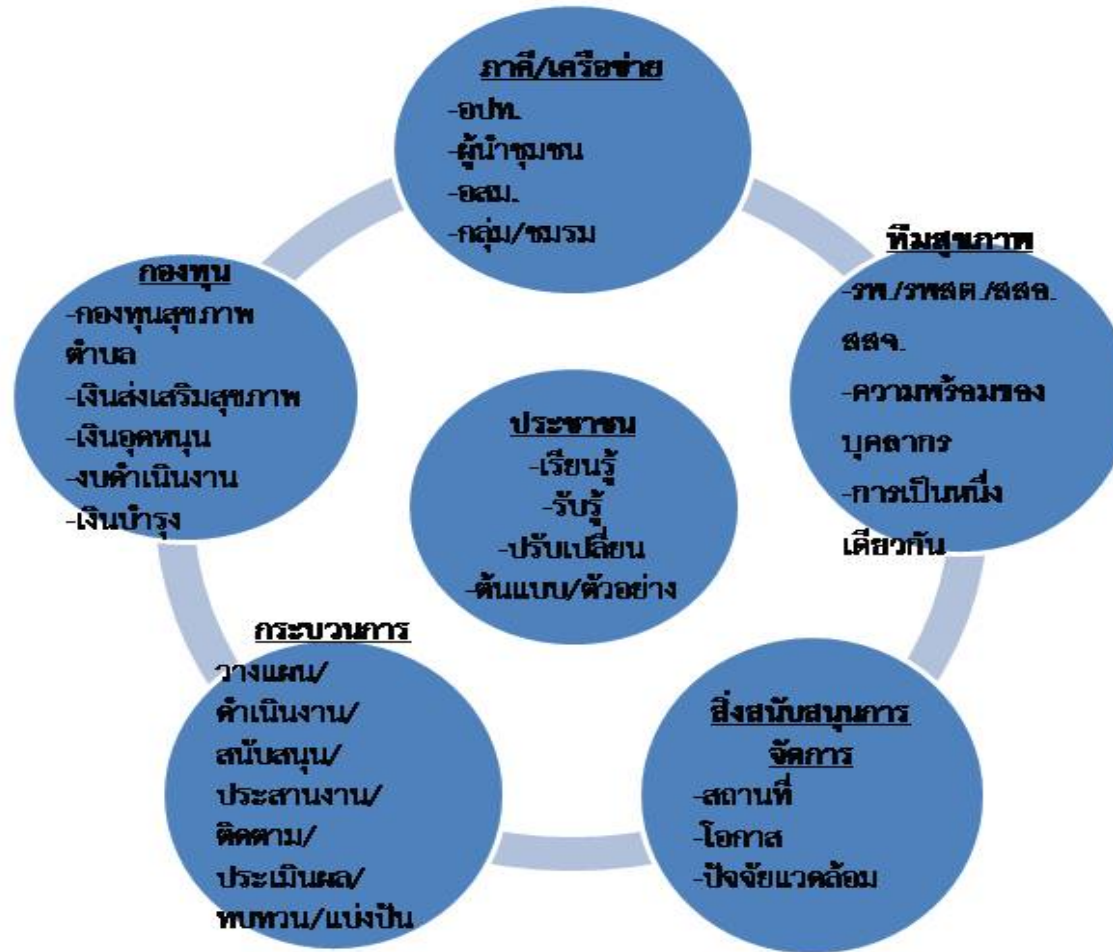 ภาคี/เครือข่าย
-อปท.
-ผู้นำชุมชน
-อสม.
-กลุ่ม/ชมรม
ทีมสุขภาพ
-รพ./รพสต./สสอ.
สสจ.
-ความพร้อมของ
บุคลากร
-การเป็นหนึ่ง
เดียวกัน
สิ่งสนับสนุนการ
จัดการ
-สถานที่
-โอกาส
-ปัจจัยแวดล้อม
กระบวนการ
วางแผน/
ดำเนินงาน/
สนับสนุน/
ประสานงาน/
ติดตาม/
ประเมินผล/
ทบทวน/แบ่งปัน
กองทุน
-กองทุนสุขภาพ
ตำบล
-เงินส่งเสริมสุขภาพ
-เงินอุดหนุน
-งบดำเนินงาน
-เงินบำรุง
ประชาชน
-เรียนรู้
-รับรู้
-ปรับเปลี่ยน
-ต้นแบบ/ตัวอย่าง